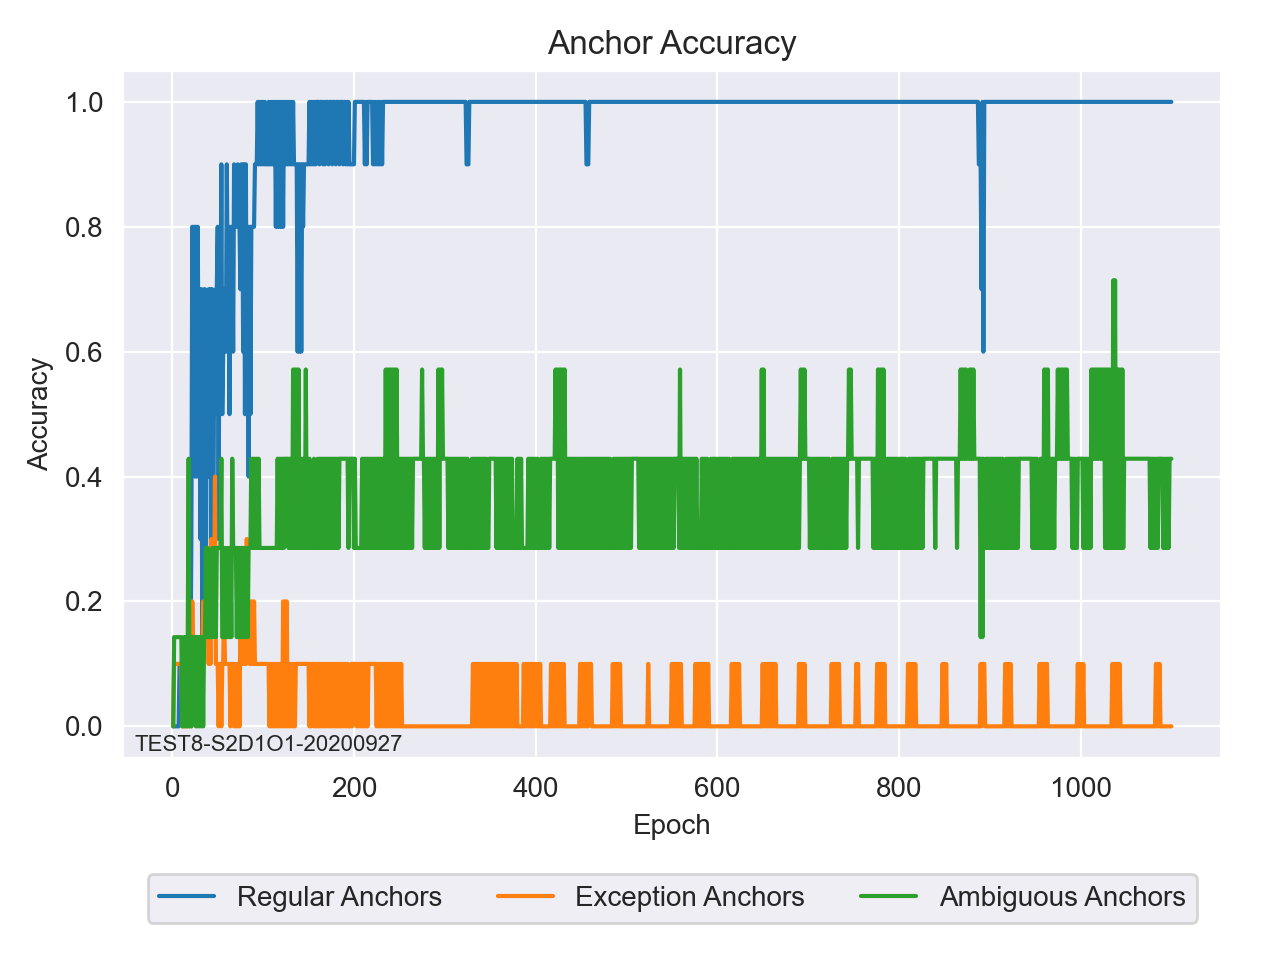 Anchor Accuracy
1.0
0.8
0.6
0.4
0.2
0.0
Accuracy
TEST8-S2D1O1-20200927
0 200 400 600 800 1000
Epoch
Regular Anchors Exception Anchors Ambiguous Anchors